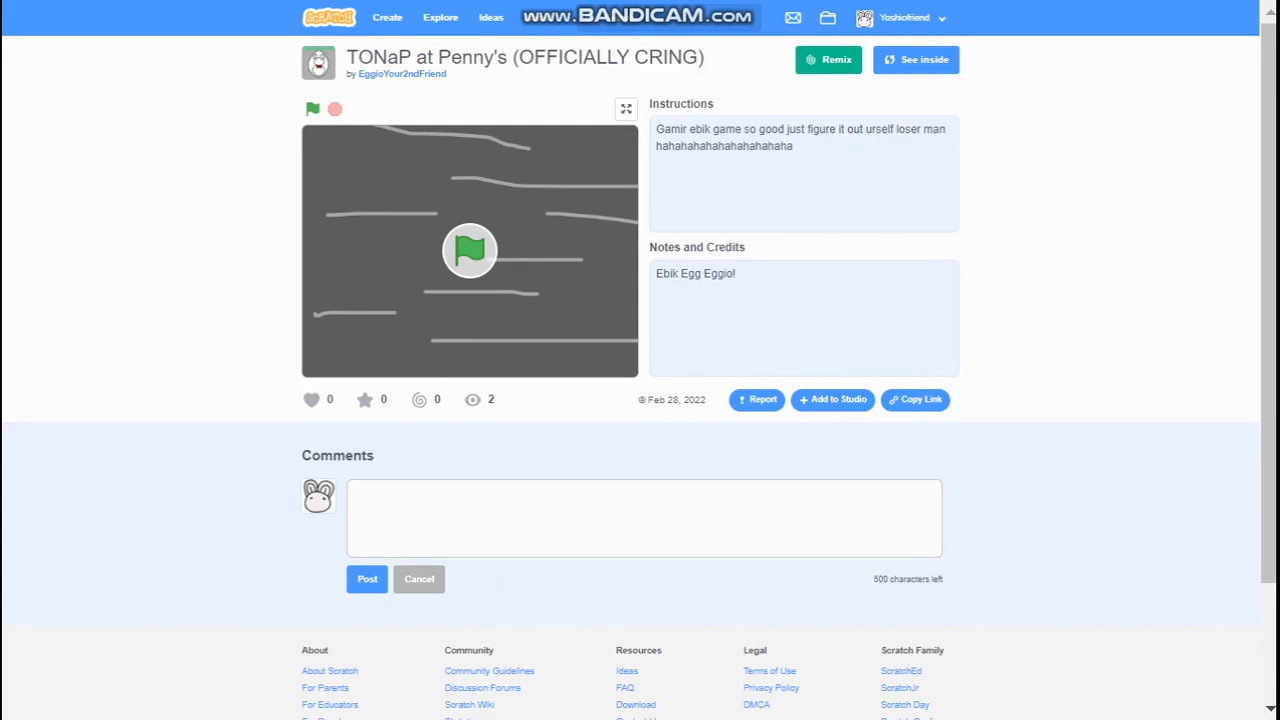 SCRATCH Create Explore Ideas www.BANDICAM.com Yoshiofriend
TONaP at Penny's (OFFICIALLY CRING)
by EggioYour2ndFriend
Remix See inside
Instructions
Gamir ebik game so good just figure it out urself loser man
hahahahahahahahahahaha
Notes and Credits
Ebik Egg Eggio!
0 0 0 2 © Feb 28, 2022 Report Add to Studio Copy Link
Comments
Post Cancel 500 characters left
About Community Resources Legal Scratch Family
About Scratch Community Guidelines Ideas Terms of Use ScratchEd
For Parents Discussion Forums FAQ Privacy Policy ScratchJr
For Educators Scratch Wiki Download DMCA Scratch Day